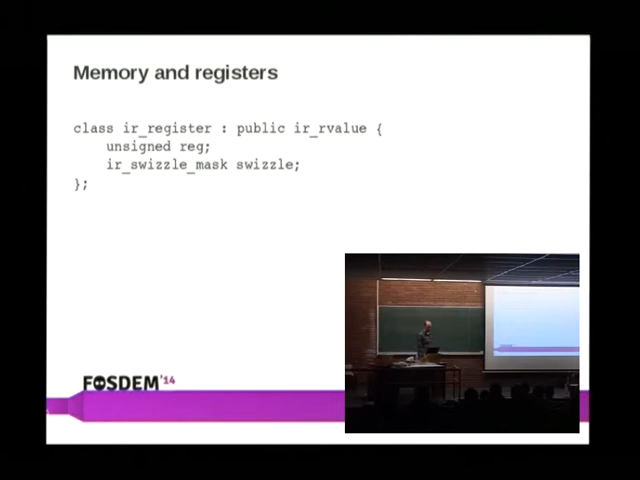 Memory and registers
class ir_register : public ir_rvalue {
    unsigned reg;
    ir_swizzle_mask swizzle;
};
FOSDEM'14